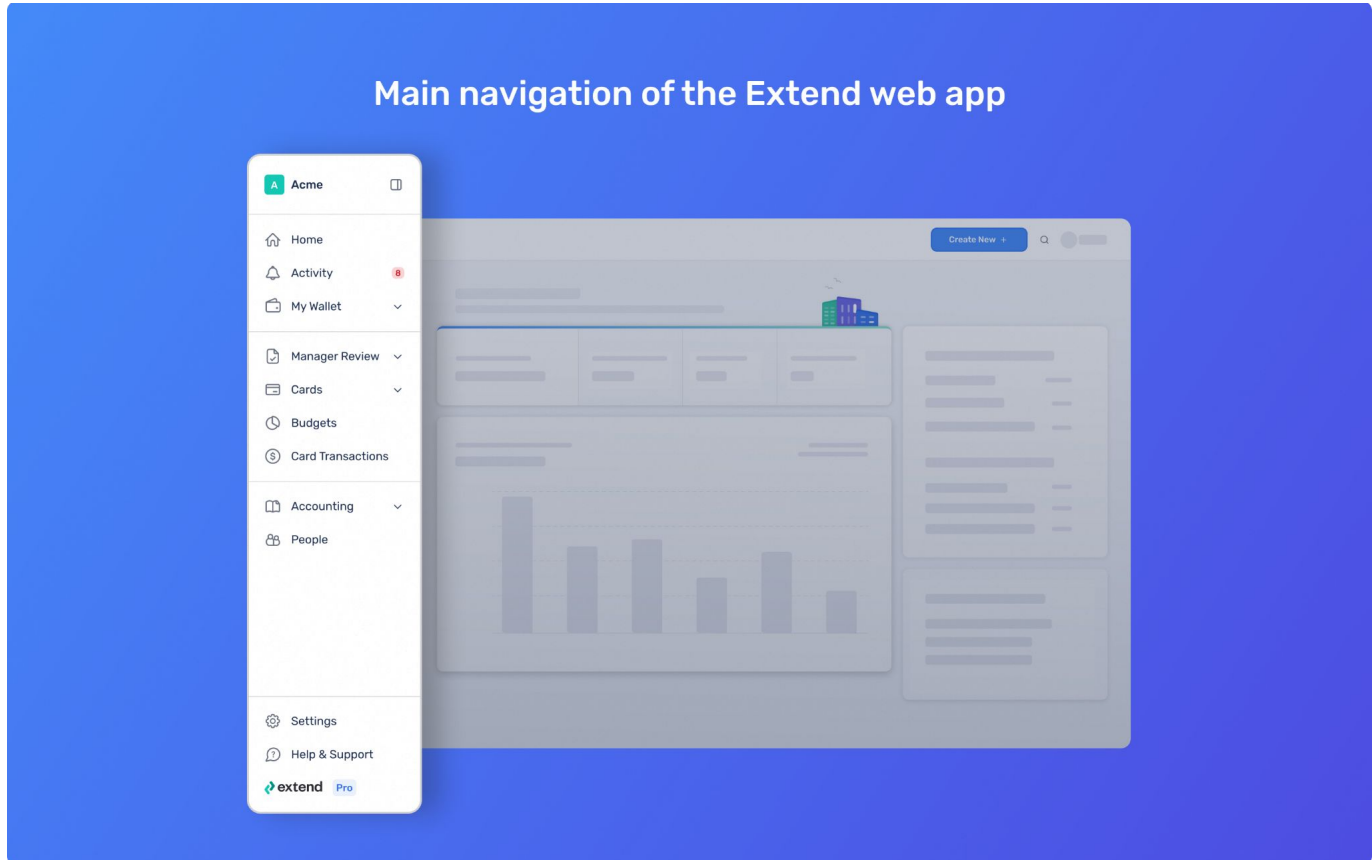 Main navigation of the Extend web app
A Acme
Home
Activity 8
My Wallet
Manager Review
Cards
Budgets
Card Transactions
Accounting
People
Settings
Help & Support
extend Pro
Create New +